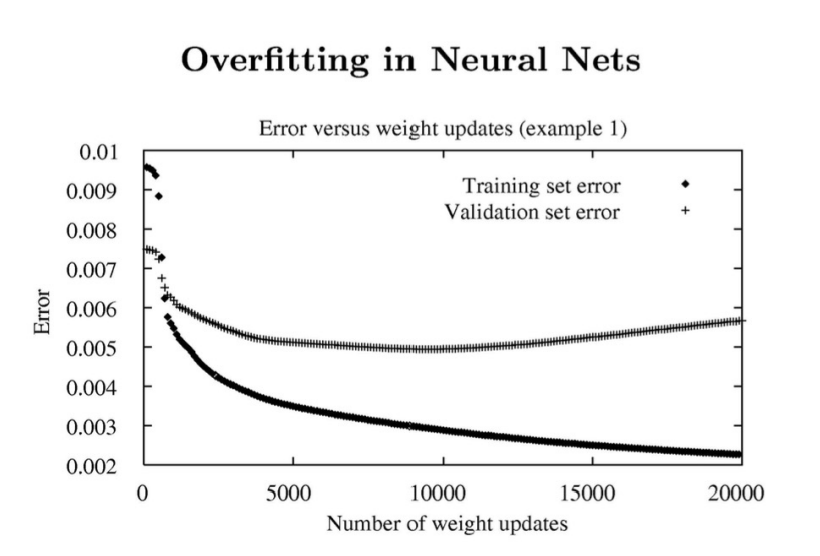 Overfitting in Neural Nets
Error versus weight updates (example 1)
0.01
0.009
0.008
0.007
0.006
0.005
0.004
0.003
0.002
Error
Training set error
Validation set error
0 5000 10000 15000 20000
Number of weight updates